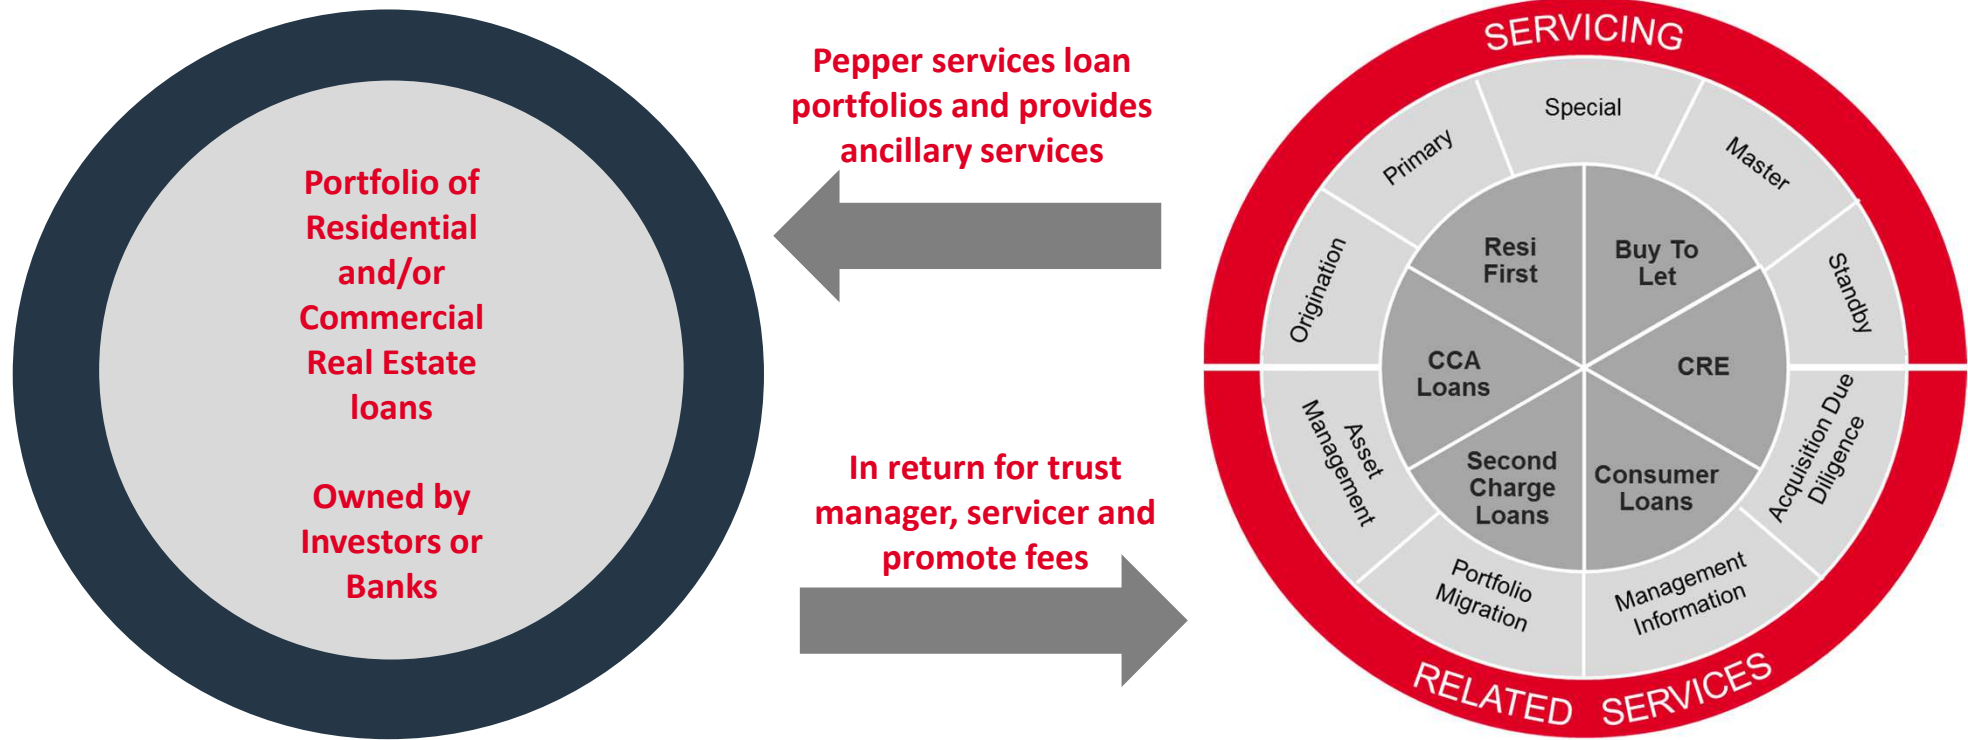 Portfolio of
Residential
and/or
Commercial
Real Estate
loans
Owned by
Investors or
Banks
Pepper services loan
portfolios and provides
ancillary services
In return for trust
manager, servicer and
promote fees
SERVICING
Origination
Primary
Special
Master
Standby
Resi
First
Buy To
Let
CCA
Loans
CRE
Second
Charge
Loans
Consumer
Loans
Asset
Management
Portfolio
Migration
Management
Information
Acquisition Due
Diligence
RELATED SERVICES